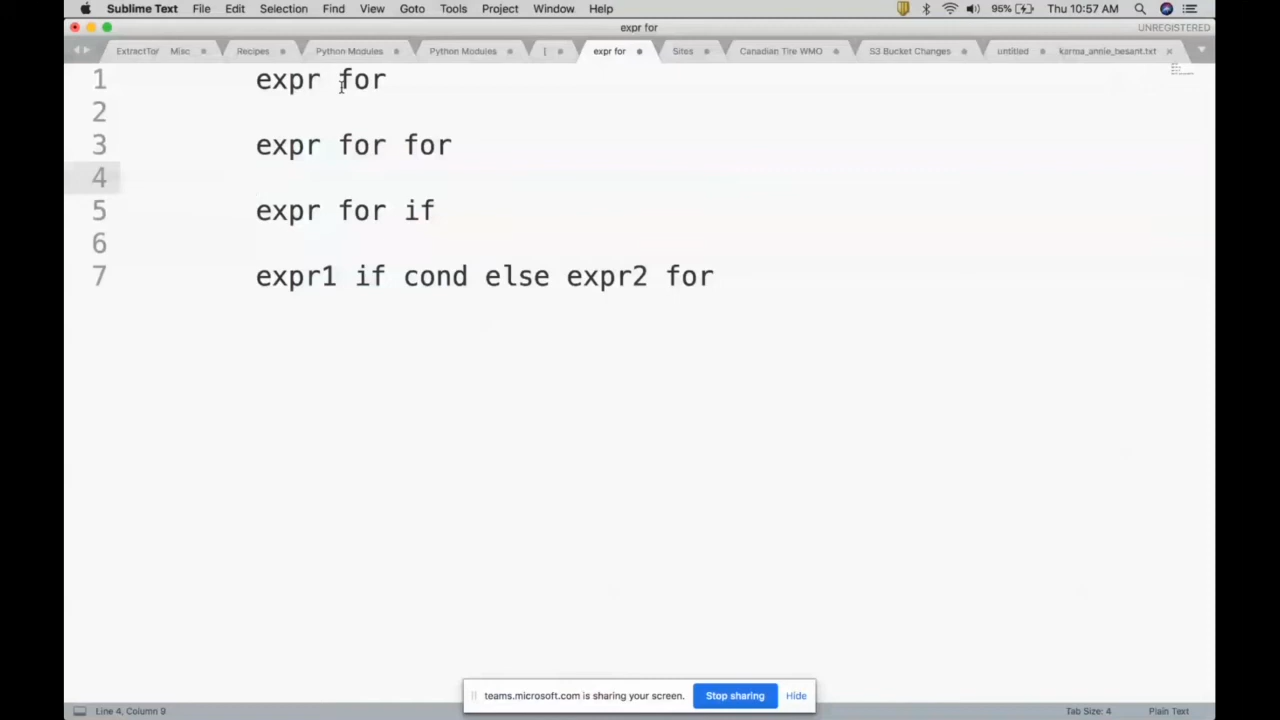 Sublime Text File Edit Selection Find View Goto Tools Project Window Help 95% Thu 10:57 AM
expr for UNREGISTERED
ExtractTor Misc Recipes Python Modules Python Modules [ expr for Sites Canadian Tire WMO S3 Bucket Changes untitled karma_annie_besant.txt
1 expr for
2
3 expr for for
4
5 expr for if
6
7 expr1 if cond else expr2 for
teams.microsoft.com is sharing your screen. Stop sharing Hide
Line 4, Column 9 Tab Size: 4 Plain Text